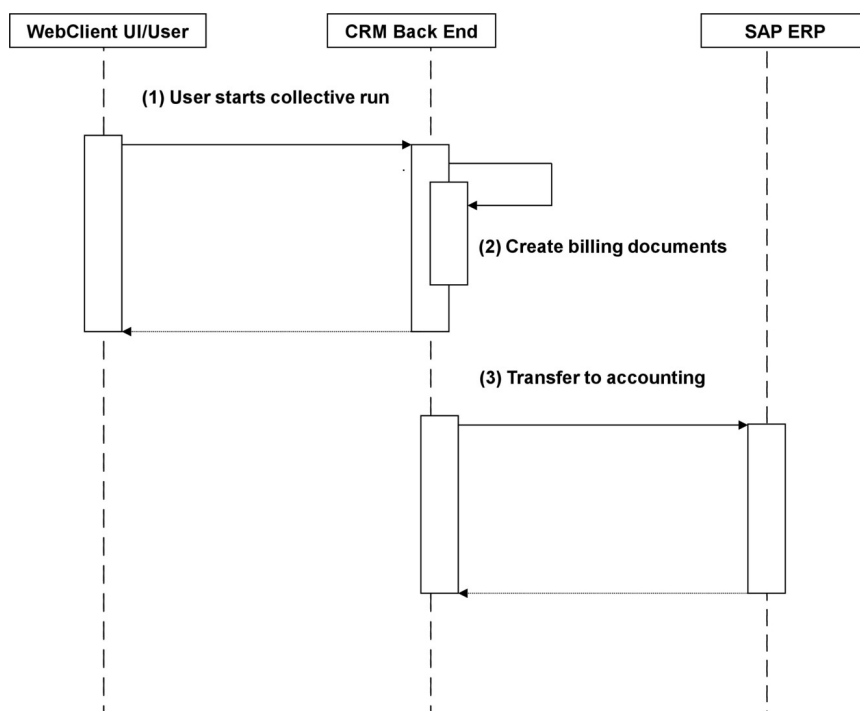 WebClient UI/User
CRM Back End
SAP ERP
(1) User starts collective run
(2) Create billing documents
(3) Transfer to accounting